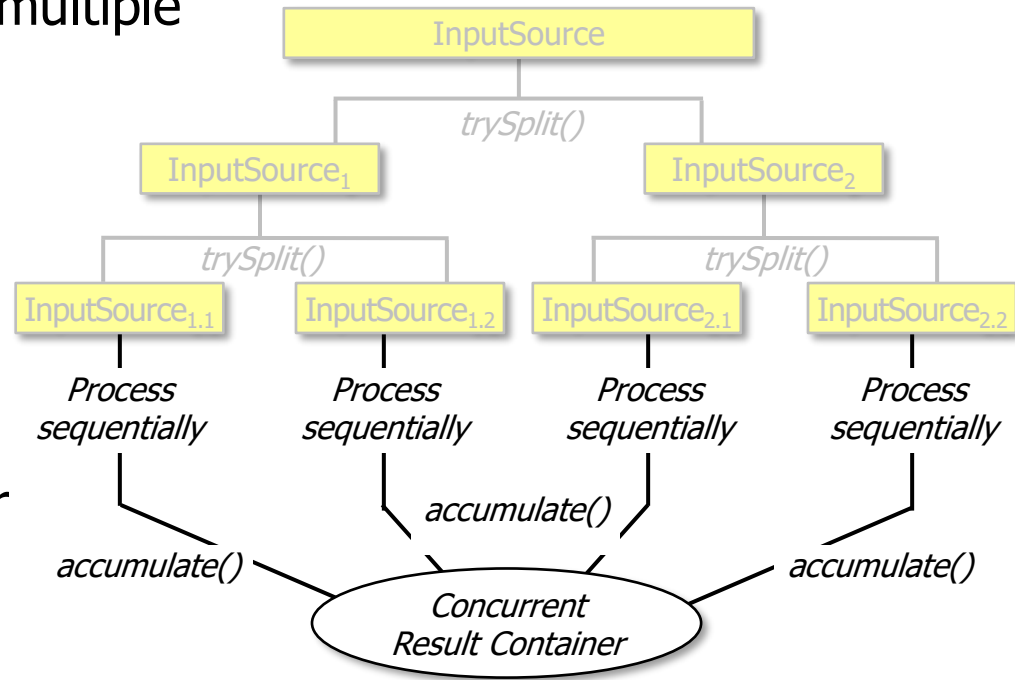 multiple
InputSource
trySplit()
InputSource1 InputSource2
trySplit() trySplit()
InputSource1.1 InputSource1.2 InputSource2.1 InputSource2.2
Process Process Process Process
sequentially sequentially sequentially sequentially
accumulate()
accumulate() accumulate()
Concurrent
Result Container